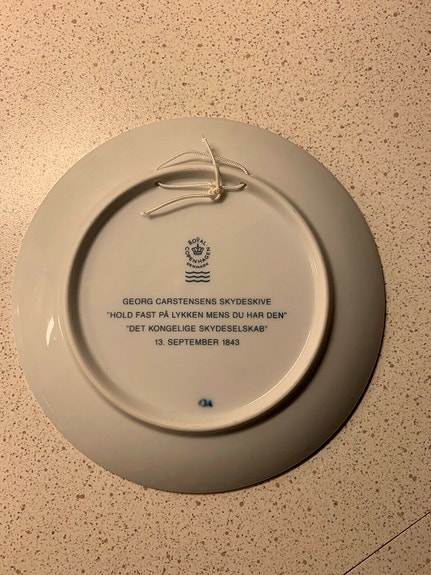 ROYAL
COPENHAGEN
DENMARK
GEORG CARSTENSENS SKYDESKIVE
"HOLD FAST PÅ LYKKEN MENS DU HAR DEN"
"DET KONGELIGE SKYDESELSKAB"
13. SEPTEMBER 1843